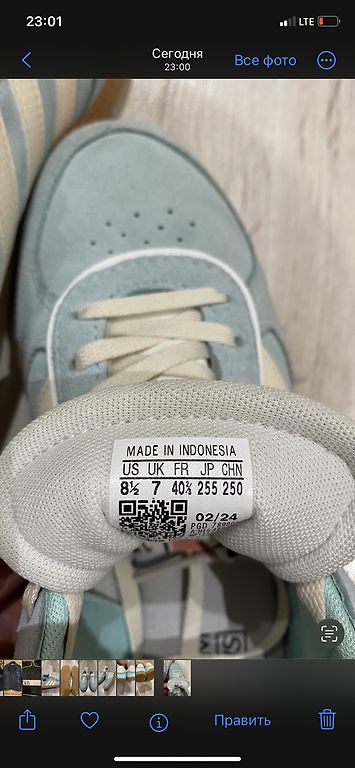 23:01
LTE
Сегодня
23:00
Все фото
MADE IN INDONESIA
US UK FR JP CHN
8½ 7 40⅔ 255 250
02/24
Править